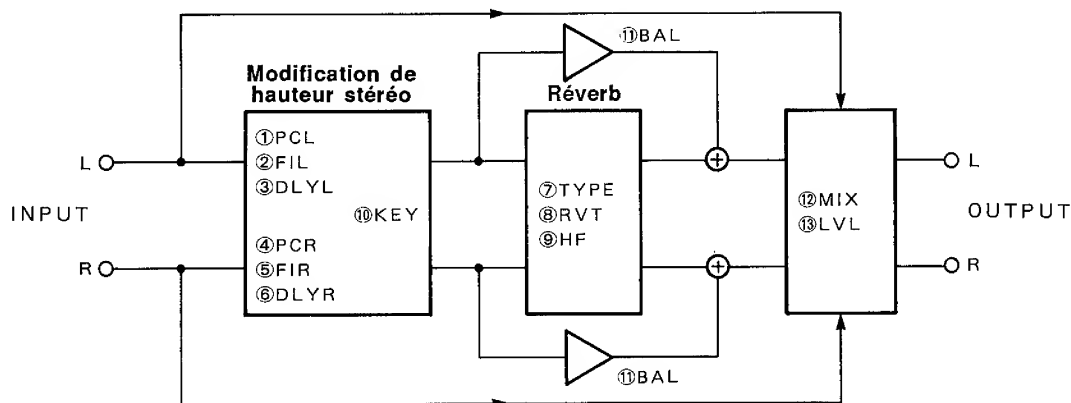 ⑪BAL
Modification de
hauteur stéréo
Réverb
①PCL
L
②FIL
③DLYL
⑦TYPE
L
INPUT
⑩KEY
⑧RVT
⑫MIX
OUTPUT
⑨HF
⑬LVL
④PCR
R
⑤FIR
R
⑥DLYR
⑪BAL